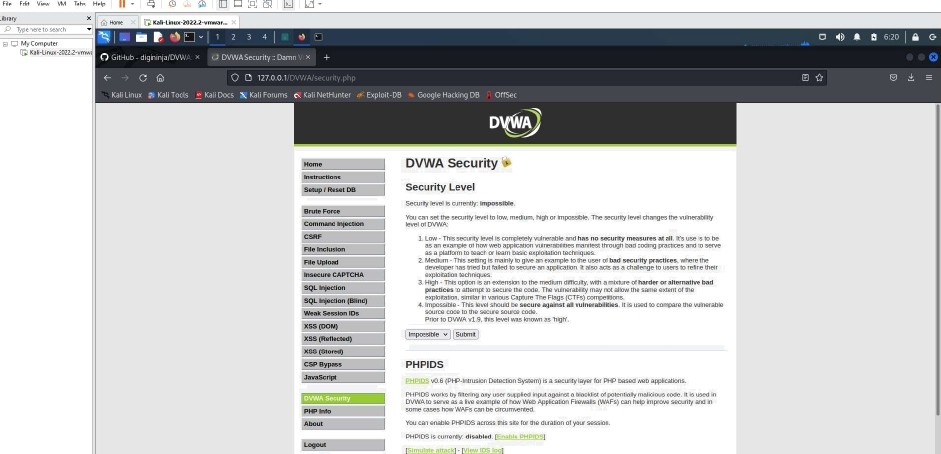 File Edit View VM Tabs Help
Library
Type here to search
My Computer
Kali-Linux-2022.2-vmwa
Home
Kali-Linux-2022.2-vmwar...
1 2 3 4
6:20
GitHub - digininja/DVWA
DVWA Security :: Damn V
127.0.0.1/DVWA/security.php
Kali Linux Kali Tools Kali Docs Kali Forums Kali NetHunter Exploit-DB Google Hacking DB OffSec
DVWA
Home
Instructions
Setup / Reset DB
Brute Force
Command Injection
CSRF
File Inclusion
File Upload
Insecure CAPTCHA
SQL Injection
SQL Injection (Blind)
Weak Session IDs
XSS (DOM)
XSS (Reflected)
XSS (Stored)
CSP Bypass
JavaScript
DVWA Security
PHP Info
About
Logout
DVWA Security
Security Level
Security level is currently: impossible.
You can set the security level to low, medium, high or impossible. The security level changes the vulnerability
level of DVWA:
1. Low - This security level is completely vulnerable and has no security measures at all. It's use is to be
as an example of how web application vulnerabilities manifest through bad coding practices and to serve
as a platform to teach or learn basic exploitation techniques.
2. Medium - This setting is mainly to give an example to the user of bad security practices, where the
developer has tried but failed to secure an application. It also acts as a challenge to users to refine their
exploitation techniques.
3. High - This option is an extension to the medium difficulty, with a mixture of harder or alternative bad
practices to attempt to secure the code. The vulnerability may not allow the same extent of the
exploitation, similar in various Capture The Flags (CTFs) competitions.
4. Impossible - This level should be secure against all vulnerabilities. It is used to compare the vulnerable
source code to the secure source code.
Prior to DVWA v1.9, this level was known as 'high'.
Impossible Submit
PHPIDS
PHPIDS v0.6 (PHP-Intrusion Detection System) is a security layer for PHP based web applications.
PHPIDS works by filtering any user supplied input against a blacklist of potentially malicious code. It is used in
DVWA to serve as a live example of how Web Application Firewalls (WAFs) can help improve security and in
some cases how WAFs can be circumvented.
You can enable PHPIDS across this site for the duration of your session.
PHPIDS is currently: disabled. [Enable PHPIDS]
[Simulate attack] - [View IDS log]